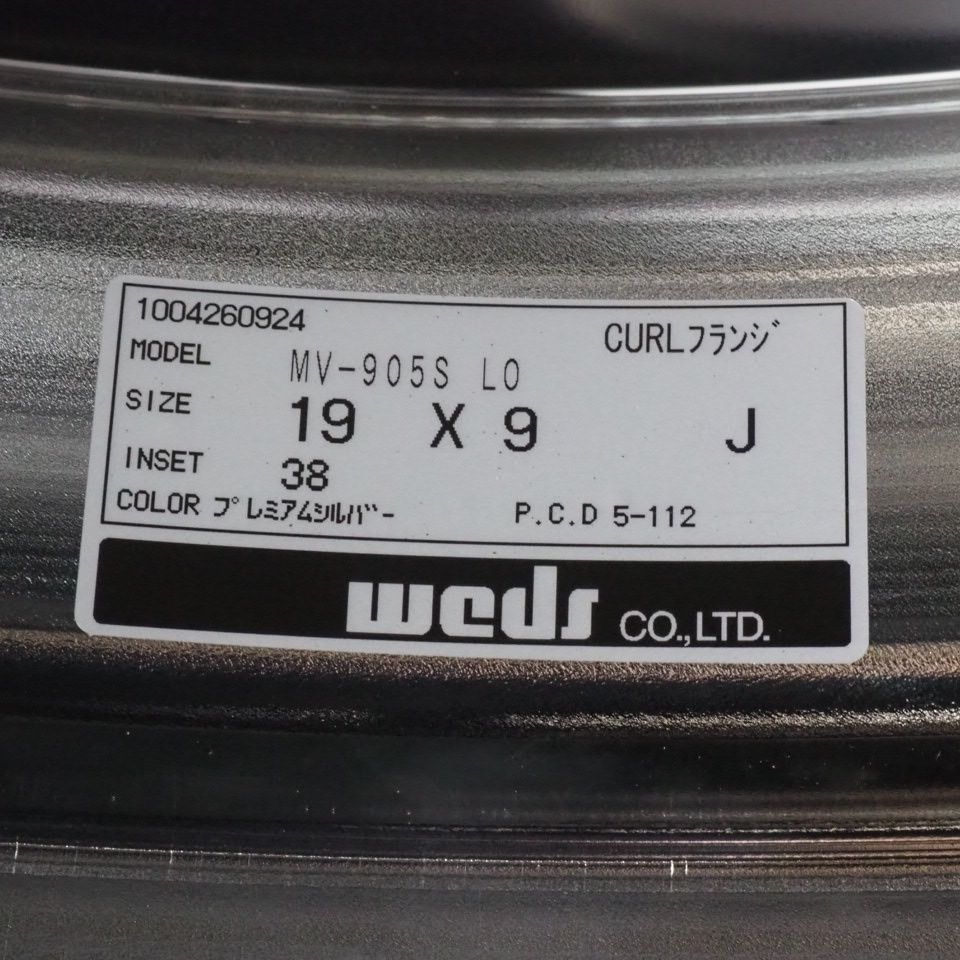 1004260924 CURLフランジ
MODEL MV-905S LO
SIZE 19 X 9 J
INSET 38
COLOR プレミアムシルバー P.C.D 5-112
weds CO.,LTD.